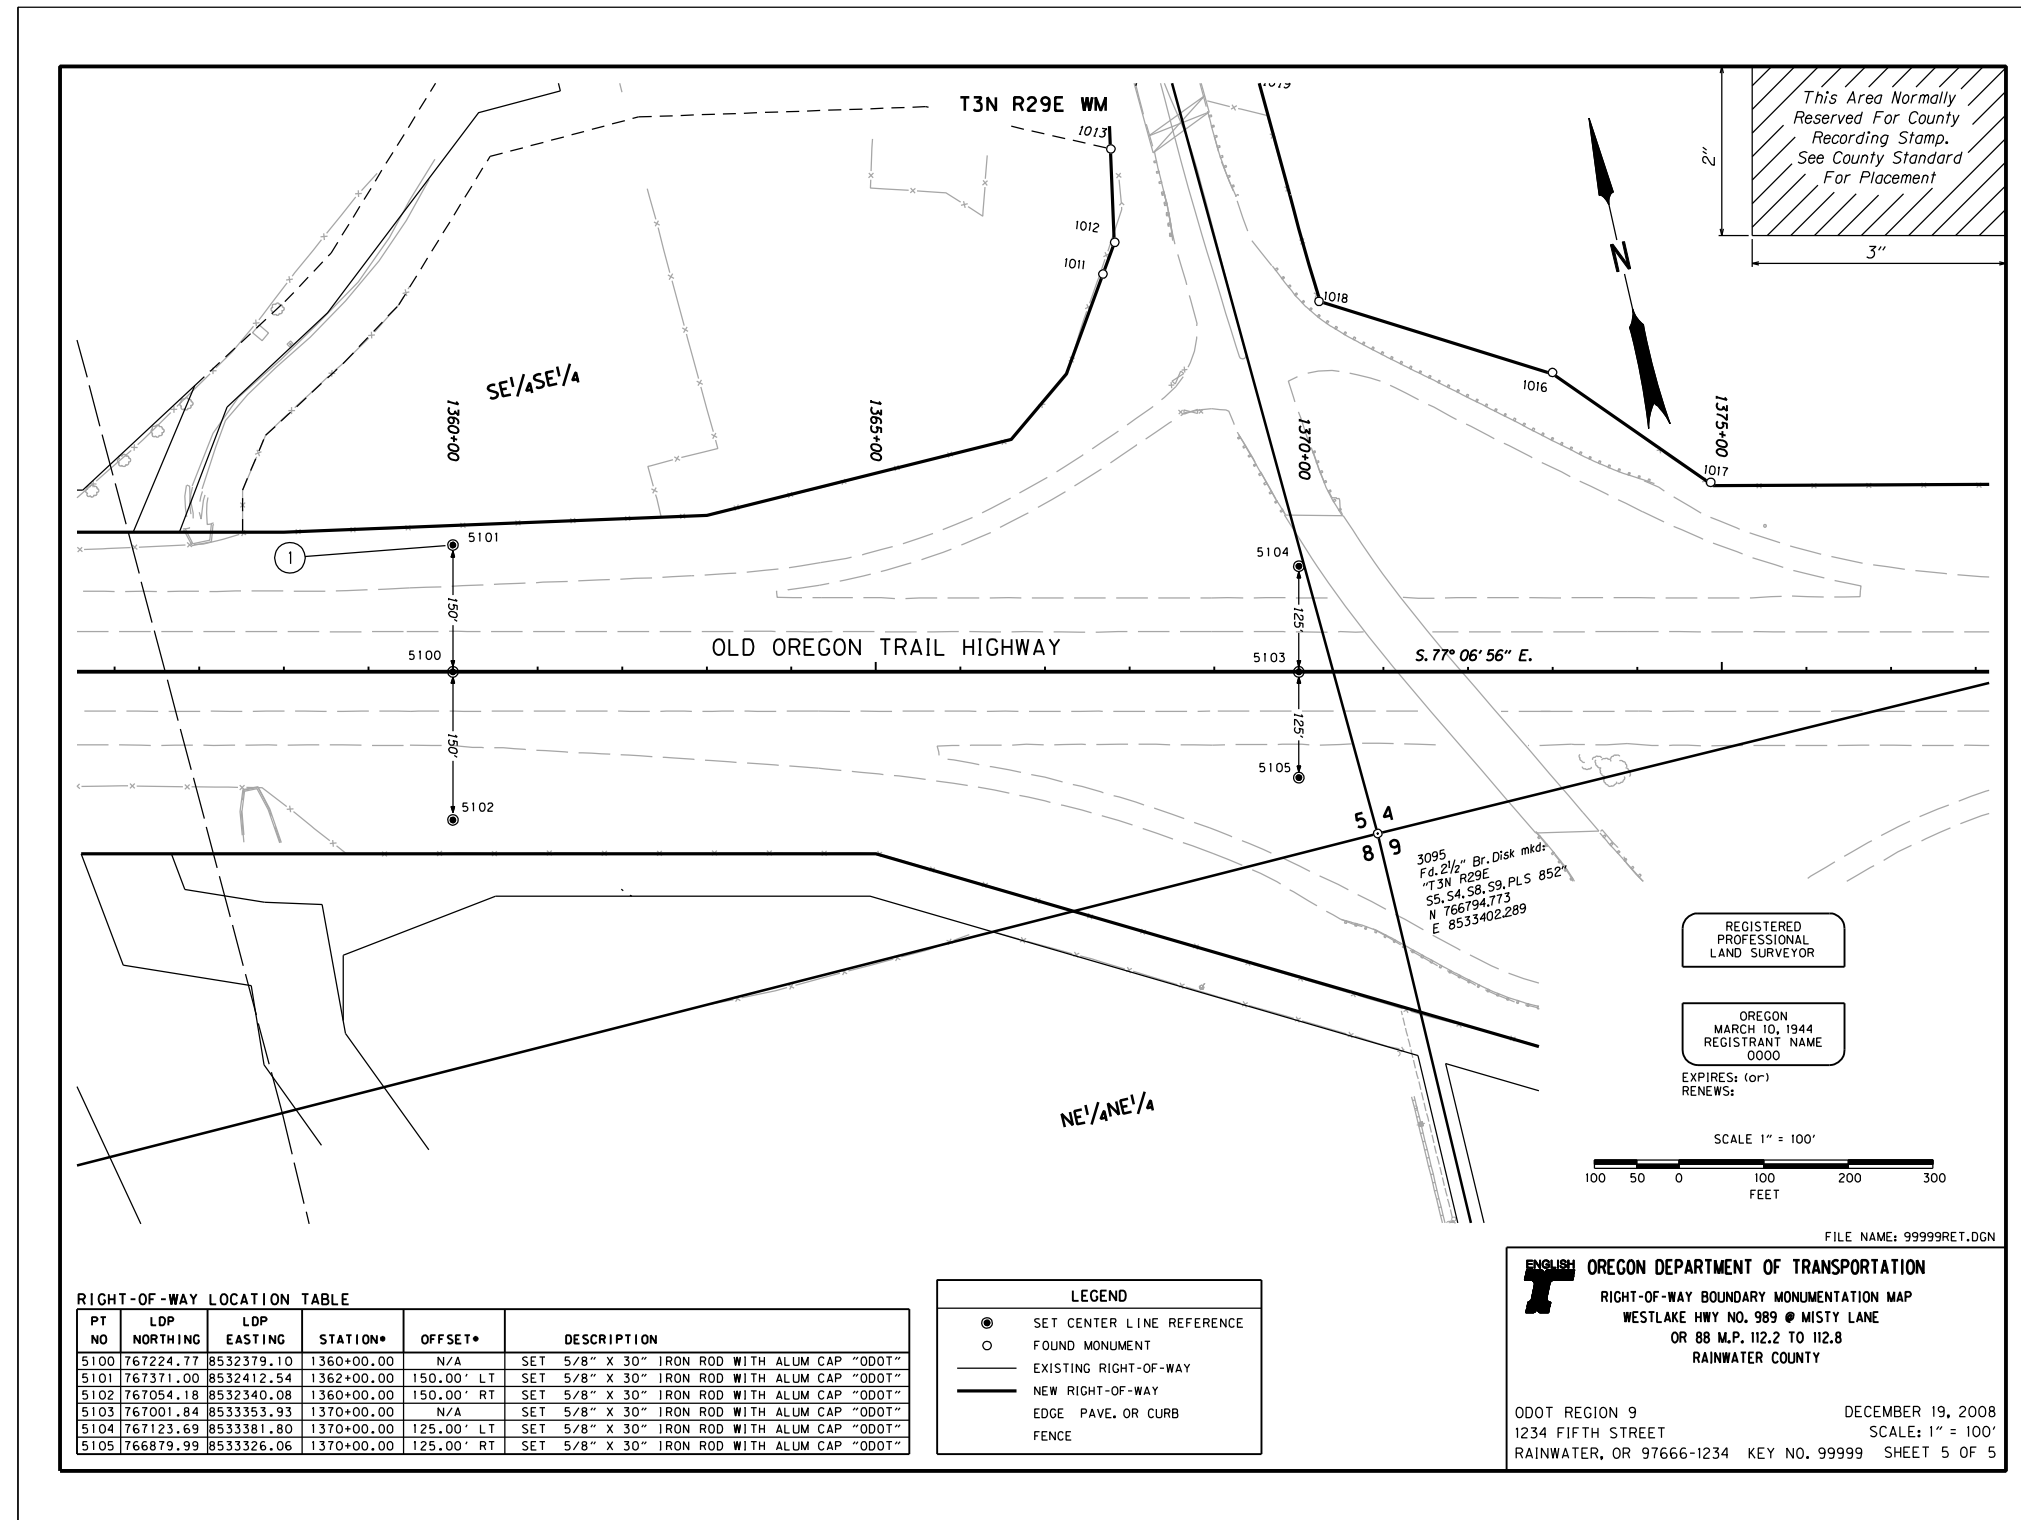 T3N R29E WM
1013
1012
1011
1019
1018
1016
1017
This Area Normally
Reserved For County
Recording Stamp.
See County Standard
For Placement
2"
3"
N
SE1/4SE1/4
1360+00
1365+00
1370+00
1375+00
1
5101
5104
150'
125'
OLD OREGON TRAIL HIGHWAY
5100
5103
S. 77° 06' 56" E.
150'
125'
5105
5102
5 4
8 9
3095
Fd. 2 1/2" Br. Disk mkd:
"T3N R29E
S5, S4, S8, S9, PLS 852"
N 766794.773
E 8533402.289
NE1/4NE1/4
REGISTERED
PROFESSIONAL
LAND SURVEYOR
OREGON
MARCH 10, 1944
REGISTRANT NAME
0000
EXPIRES: (or)
RENEWS:
SCALE 1" = 100'
100 50 0 100 200 300
FEET
FILE NAME: 99999RET.DGN
RIGHT-OF-WAY LOCATION TABLE
PT NO LDP NORTHING LDP EASTING STATION* OFFSET* DESCRIPTION
5100 767224.77 8532379.10 1360+00.00 N/A SET 5/8" X 30" IRON ROD WITH ALUM CAP "ODOT"
5101 767371.00 8532412.54 1362+00.00 150.00' LT SET 5/8" X 30" IRON ROD WITH ALUM CAP "ODOT"
5102 767054.18 8532340.08 1360+00.00 150.00' RT SET 5/8" X 30" IRON ROD WITH ALUM CAP "ODOT"
5103 767001.84 8533353.93 1370+00.00 N/A SET 5/8" X 30" IRON ROD WITH ALUM CAP "ODOT"
5104 767123.69 8533381.80 1370+00.00 125.00' LT SET 5/8" X 30" IRON ROD WITH ALUM CAP "ODOT"
5105 766879.99 8533326.06 1370+00.00 125.00' RT SET 5/8" X 30" IRON ROD WITH ALUM CAP "ODOT"
LEGEND
SET CENTER LINE REFERENCE
FOUND MONUMENT
EXISTING RIGHT-OF-WAY
NEW RIGHT-OF-WAY
EDGE PAVE. OR CURB
FENCE
ENGLISH
OREGON DEPARTMENT OF TRANSPORTATION
RIGHT-OF-WAY BOUNDARY MONUMENTATION MAP
WESTLAKE HWY NO. 989 @ MISTY LANE
OR 88 M.P. 112.2 TO 112.8
RAINWATER COUNTY
ODOT REGION 9 DECEMBER 19, 2008
1234 FIFTH STREET SCALE: 1" = 100'
RAINWATER, OR 97666-1234 KEY NO. 99999 SHEET 5 OF 5